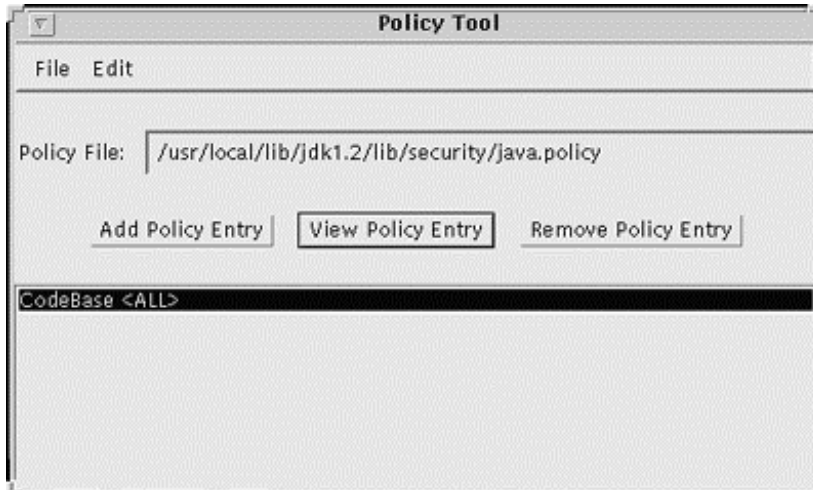 Policy Tool
File Edit
Policy File: /usr/local/lib/jdk1.2/lib/security/java.policy
Add Policy Entry View Policy Entry Remove Policy Entry
CodeBase <ALL>